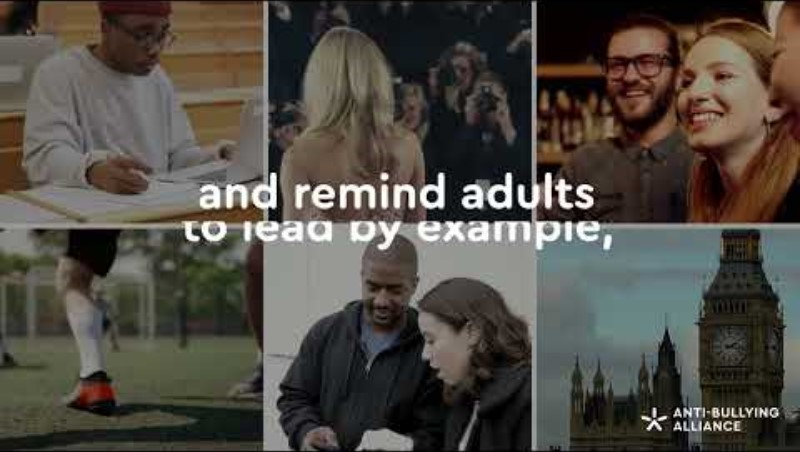 and remind adults
to lead by example,
ANTI-BULLYING
ALLIANCE